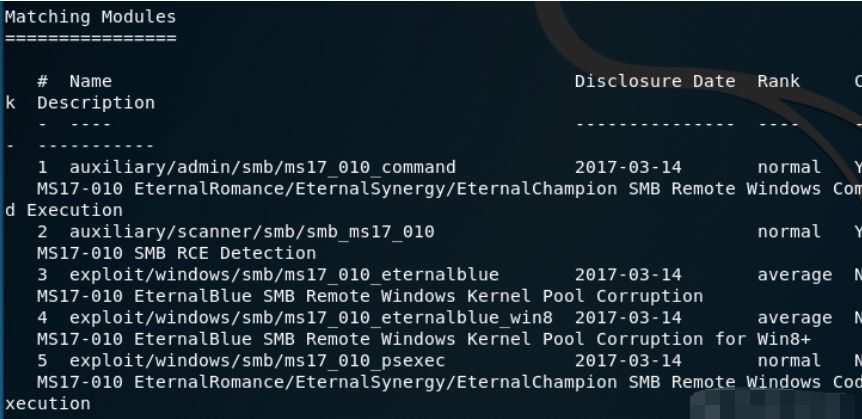 Matching Modules
================
#  Name                                      Disclosure Date  Rank     C
k  Description
-  ----                                      ---------------  ----     -
-  -----------
1  auxiliary/admin/smb/ms17_010_command      2017-03-14       normal   Y
MS17-010 EternalRomance/EternalSynergy/EternalChampion SMB Remote Windows Com
d Execution
2  auxiliary/scanner/smb/smb_ms17_010                         normal   Y
MS17-010 SMB RCE Detection
3  exploit/windows/smb/ms17_010_eternalblue  2017-03-14       average  N
MS17-010 EternalBlue SMB Remote Windows Kernel Pool Corruption
4  exploit/windows/smb/ms17_010_eternalblue_win8  2017-03-14  average  N
MS17-010 EternalBlue SMB Remote Windows Kernel Pool Corruption for Win8+
5  exploit/windows/smb/ms17_010_psexec       2017-03-14       normal   N
MS17-010 EternalRomance/EternalSynergy/EternalChampion SMB Remote Windows Cod
xecution